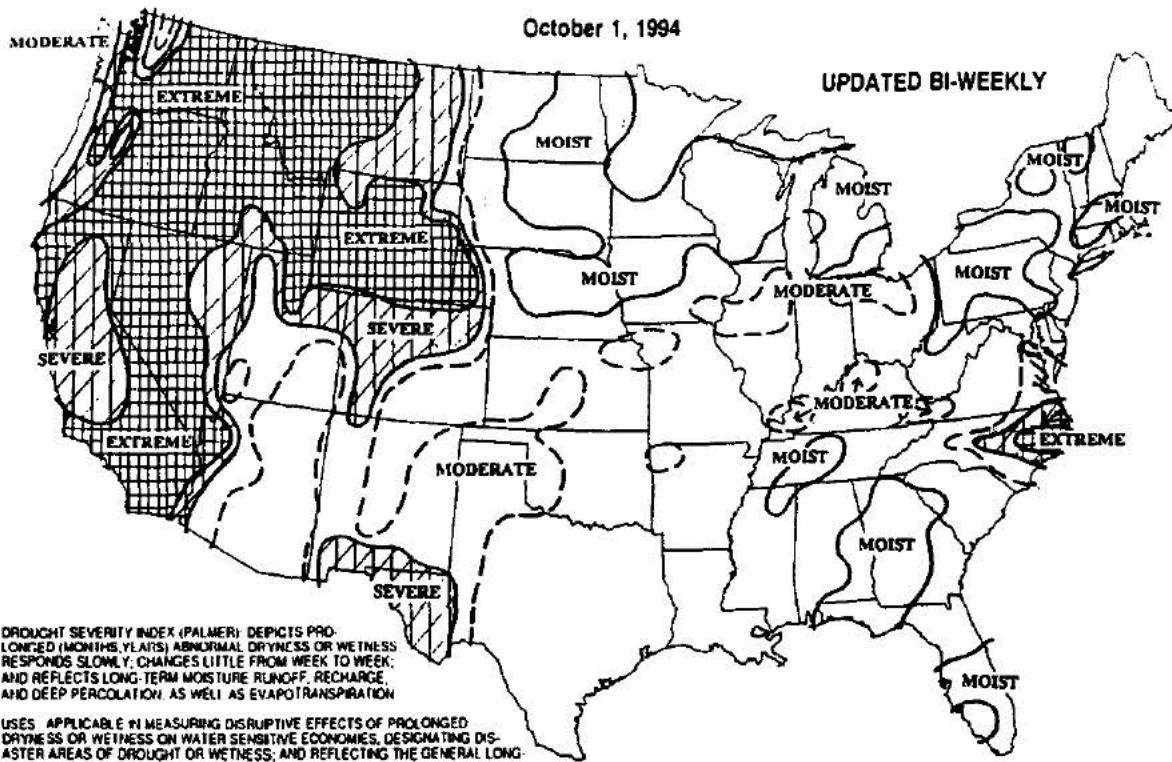 October 1, 1994
UPDATED BI-WEEKLY
MODERATE
EXTREME
MOIST
MOIST
MOIST
MOIST
EXTREME
MOIST
MOIST
MODERATE
SEVERE
SEVERE
MODERATE
EXTREME
EXTREME
MODERATE
MOIST
MOIST
SEVERE
MOIST
DROUGHT SEVERITY INDEX (PALMER) DEPICTS PRO-
LONGED (MONTHS, YEARS) ABNORMAL DRYNESS OR WETNESS
RESPONDS SLOWLY; CHANGES LITTLE FROM WEEK TO WEEK;
AND REFLECTS LONG-TERM MOISTURE RUNOFF, RECHARGE,
AND DEEP PERCOLATION. AS WELL AS EVAPOTRANSPIRATION
USES APPLICABLE IN MEASURING DISRUPTIVE EFFECTS OF PROLONGED
DRYNESS OR WETNESS ON WATER SENSITIVE ECONOMIES, DESIGNATING DIS-
ASTER AREAS OF DROUGHT OR WETNESS; AND REFLECTING THE GENERAL LONG-